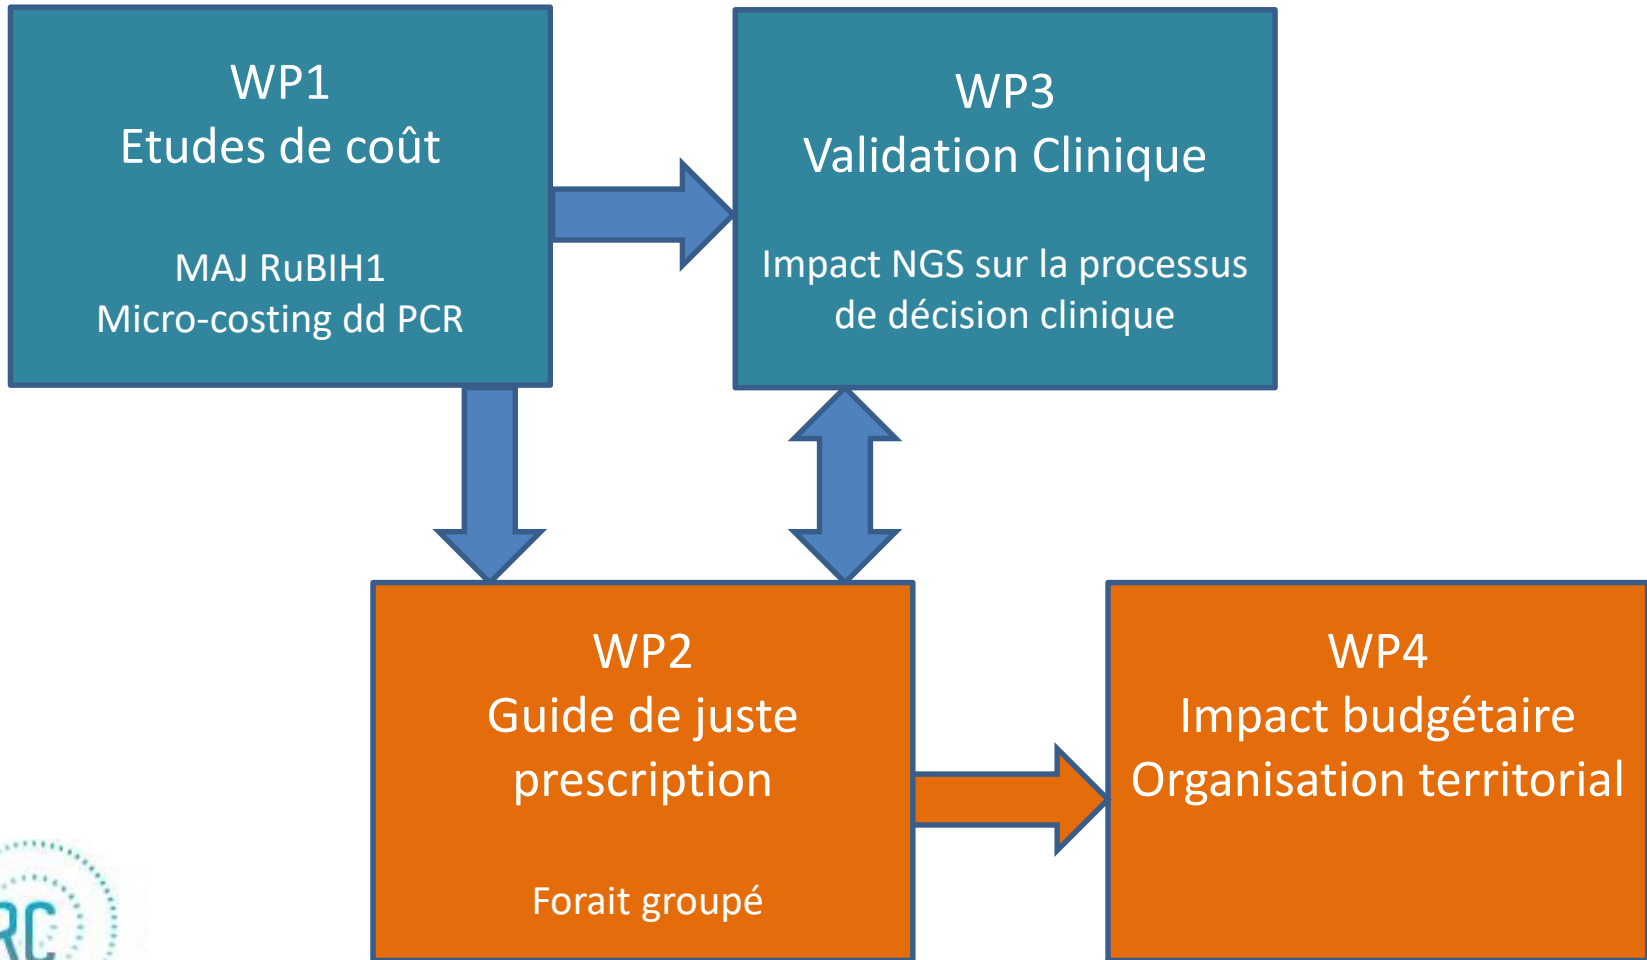 WP1
Etudes de coût
MAJ RuBIH1
Micro-costing dd PCR
WP3
Validation Clinique
Impact NGS sur la processus
de décision clinique
WP2
Guide de juste
prescription
Forait groupé
WP4
Impact budgétaire
Organisation territorial